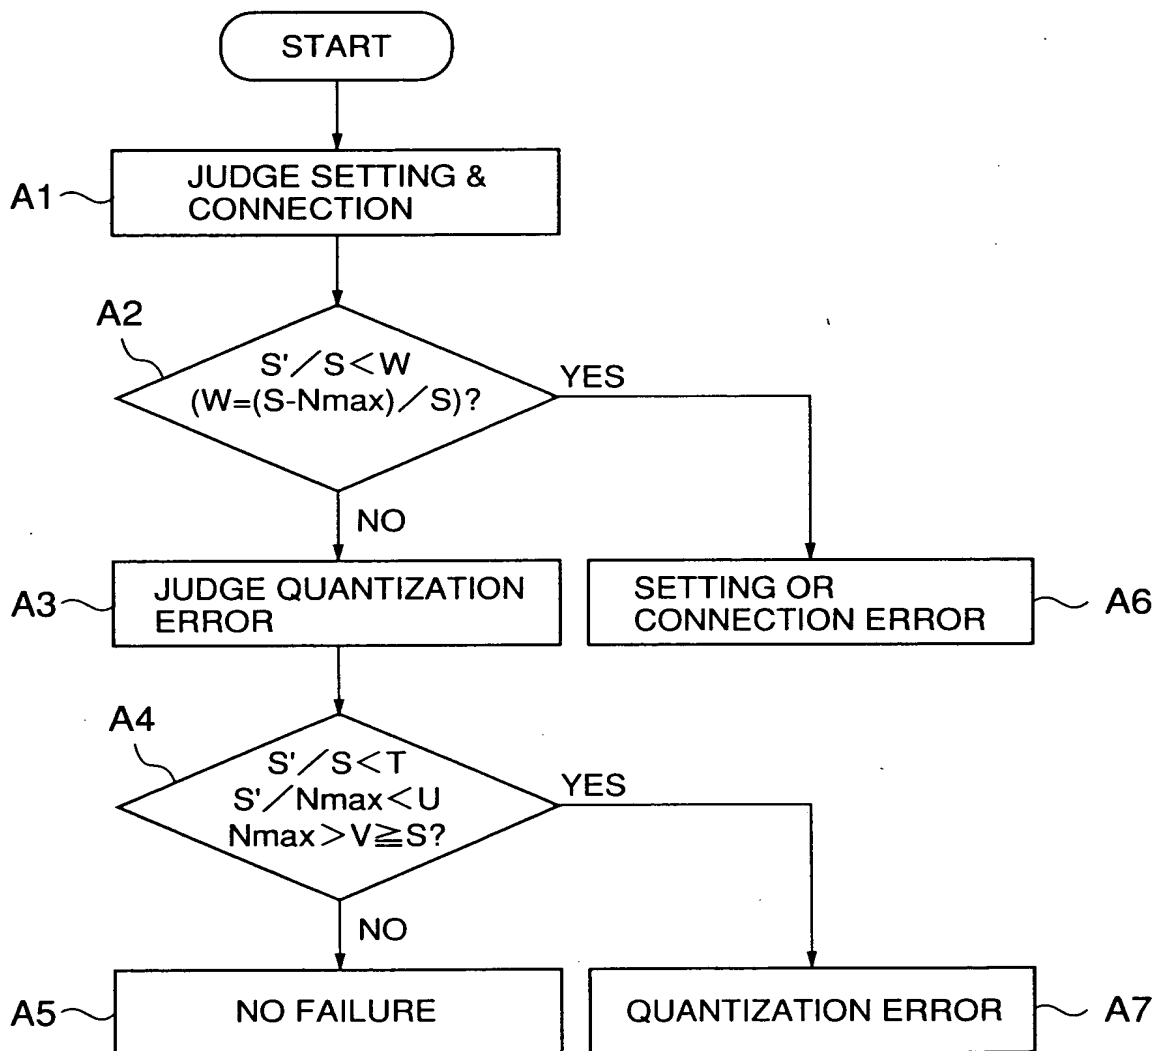 START
A1
JUDGE SETTING &
CONNECTION
A2
S'／S＜W
(W=(S-Nmax)／S)?
YES
NO
A3
JUDGE QUANTIZATION
ERROR
SETTING OR
CONNECTION ERROR
A6
A4
S'／S＜T
S'／Nmax＜U
Nmax＞V≧S?
YES
NO
A5
NO FAILURE
QUANTIZATION ERROR
A7